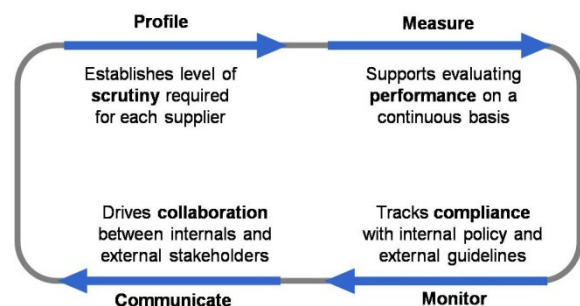 Profile
Establishes level of
scrutiny required
for each supplier
Measure
Supports evaluating
performance on a
continuous basis
Drives collaboration
between internals and
external stakeholders
Communicate
Tracks compliance
with internal policy and
external guidelines
Monitor